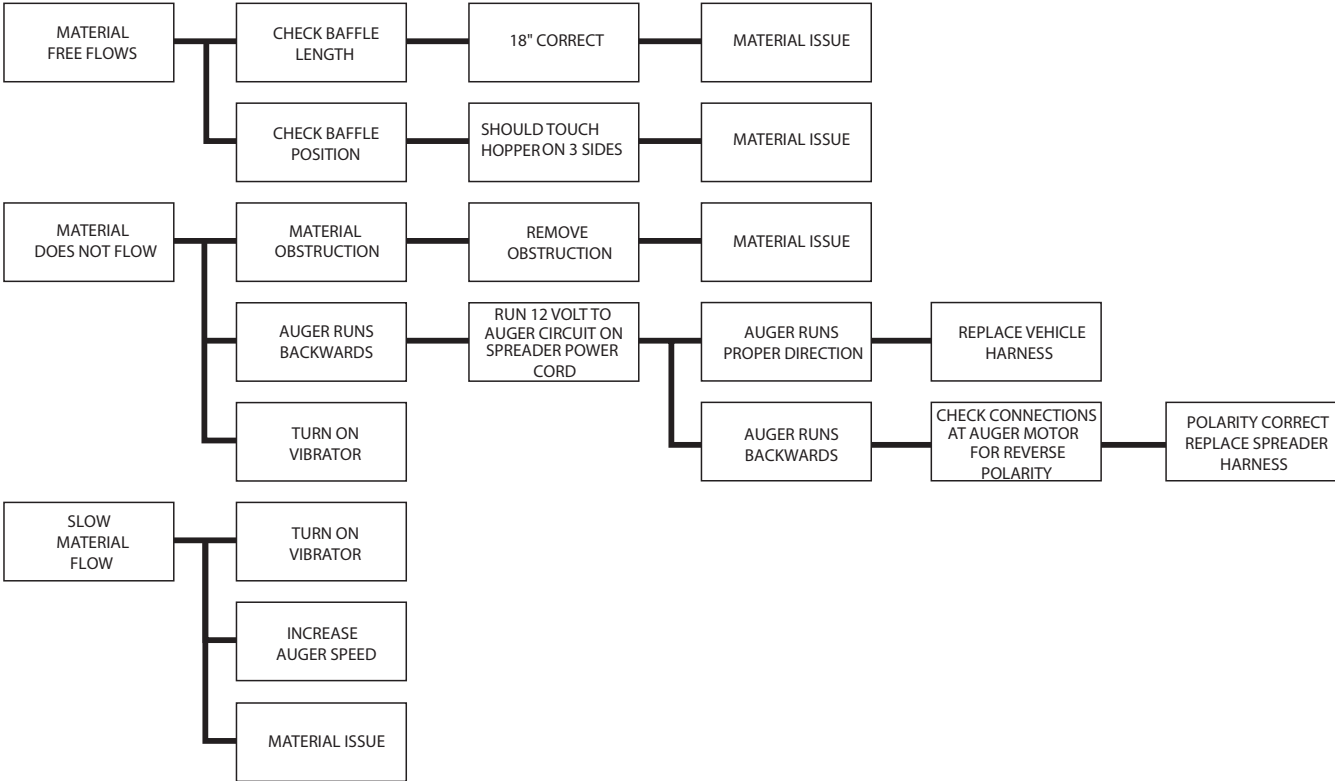 MATERIAL
FREE FLOWS
CHECK BAFFLE
LENGTH
18" CORRECT
MATERIAL ISSUE
CHECK BAFFLE
POSITION
SHOULD TOUCH
HOPPER ON 3 SIDES
MATERIAL ISSUE
MATERIAL
DOES NOT FLOW
MATERIAL
OBSTRUCTION
REMOVE
OBSTRUCTION
MATERIAL ISSUE
AUGER RUNS
BACKWARDS
RUN 12 VOLT TO
AUGER CIRCUIT ON
SPREADER POWER
CORD
AUGER RUNS
PROPER DIRECTION
REPLACE VEHICLE
HARNESS
AUGER RUNS
BACKWARDS
CHECK CONNECTIONS
AT AUGER MOTOR
FOR REVERSE
POLARITY
POLARITY CORRECT
REPLACE SPREADER
HARNESS
TURN ON
VIBRATOR
SLOW
MATERIAL
FLOW
TURN ON
VIBRATOR
INCREASE
AUGER SPEED
MATERIAL ISSUE